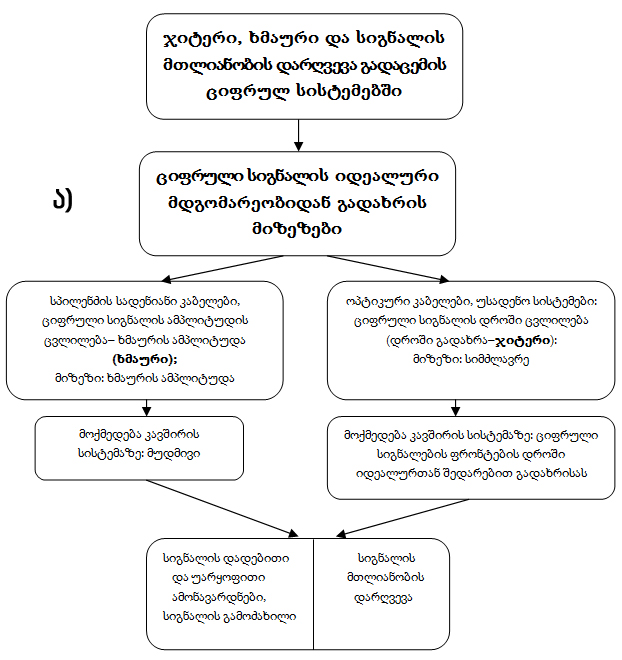 ჯიტერი, ხმაური და სიგნალის
მთლიანობის დარღვევა გადაცემის
ციფრულ სისტემებში
ა)
ციფრული სიგნალის იდეალური
მდგომარეობიდან გადახრის
მიზეზები
სპილენძის სადენიანი კაბელები,
ციფრული სიგნალის ამპლიტუდის
ცვლილება– ხმაურის ამპლიტუდა
(ხმაური);
მიზეზი: ხმაურის ამპლიტუდა
ოპტიკური კაბელები, უსადენო სისტემები:
ციფრული სიგნალის დროში ცვლილება
(დროში გადახრა–ჯიტერი):
მიზეზი: სიმძლავრე
მოქმედება კავშირის
სისტემაზე: მუდმივი
მოქმედება კავშირის სისტემაზე: ციფრული
სიგნალების ფრონტების დროში
იდეალურთან შედარებით გადახრისას
სიგნალის დადებითი
და უარყოფითი
ამონავარდნები,
სიგნალის გამოძახილი
სიგნალის
მთლიანობის
დარღვევა